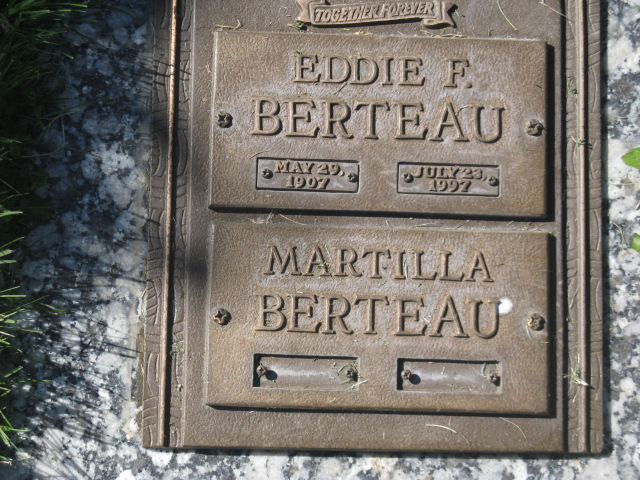 TOGETHER FOREVER
EDDIE F.
BERTEAU
MAY 29,
1907
JULY 23,
1997
MARTILLA
BERTEAU